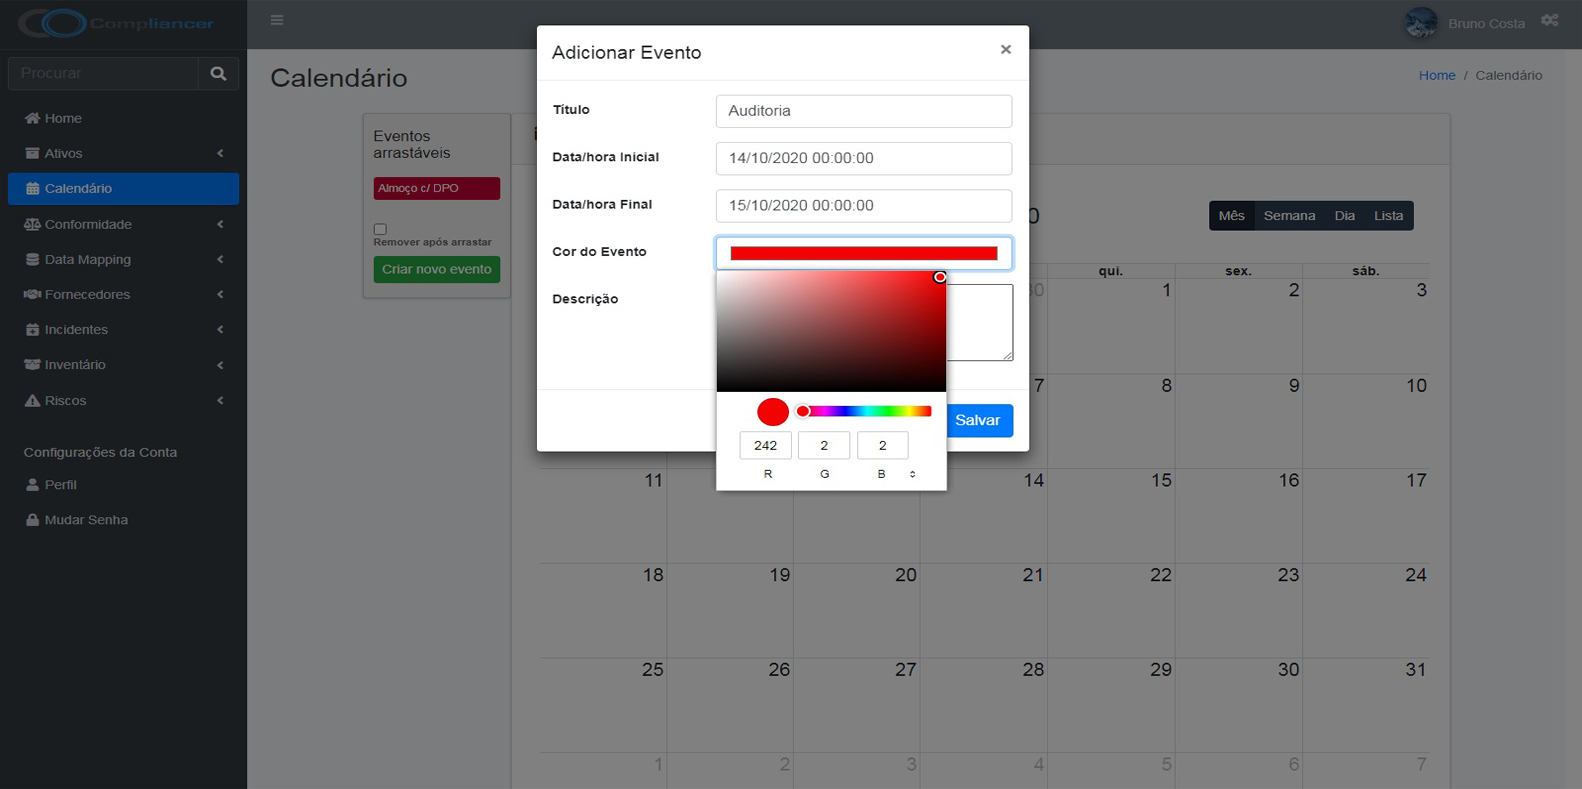 Compliancer
Bruno Costa
Procurar
Home
Ativos
Calendário
Conformidade
Data Mapping
Fornecedores
Incidentes
Inventário
Riscos
Configurações da Conta
Perfil
Mudar Senha
Calendário
Home / Calendário
Eventos
arrastáveis
Almoço c/ DPO
Remover após arrastar
Criar novo evento
Adicionar Evento ×
Título Auditoria
Data/hora Inicial 14/10/2020 00:00:00
Data/hora Final 15/10/2020 00:00:00
Cor do Evento
Descrição
242 2 2
R G B
Salvar
Mês Semana Dia Lista
qui. sex. sáb.
1 2 3
7 8 9 10
11 14 15 16 17
18 19 20 21 22 23 24
25 26 27 28 29 30 31
1 2 3 4 5 6 7